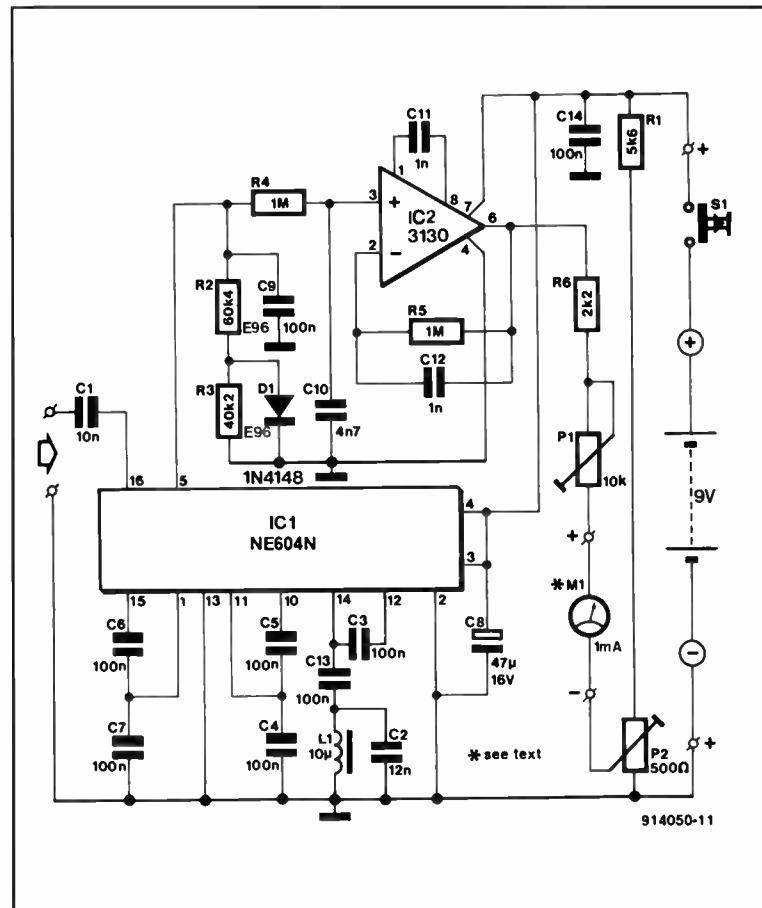 C11
1n
C14
100n
R1
5k6
+
R4
1M
3
+
1
8
7
IC2
3130
6
4
2
−
S1
R2
60k4
E96
C9
100n
R5
1M
C12
1n
R6
2k2
+
C1
10n
R3
40k2
E96
D1
C10
4n7
1N4148
P1
10k
9V
16
5
IC1
NE604N
4
3
+
* M1
1mA
15
1
13
11
10
14
12
2
C6
100n
C5
100n
C3
100n
C8
47µ
16V
−
−
C13
100n
C7
100n
C4
100n
L1
10µ
C2
12n
* see text
P2
500Ω
+
914050-11